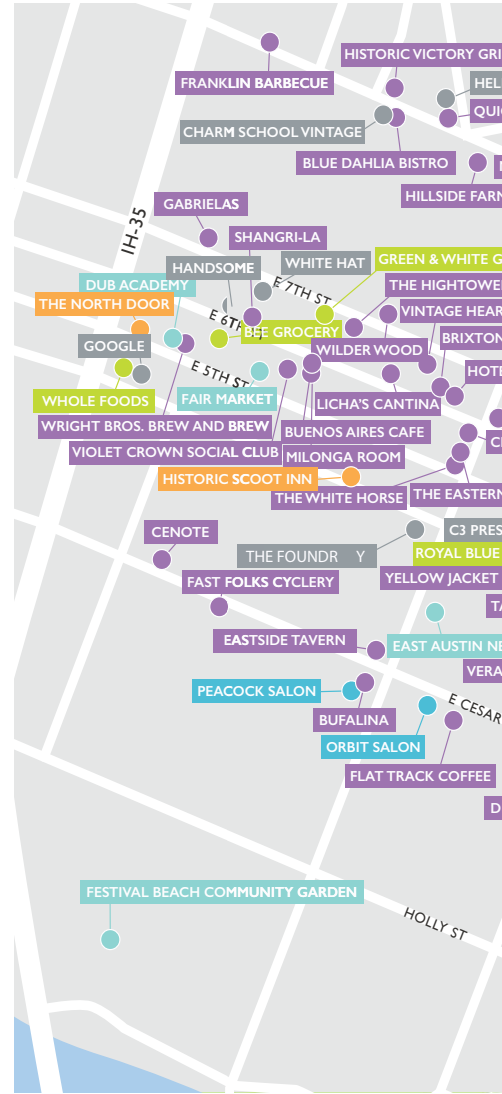 HISTORIC VICTORY GRI
FRANKLIN BARBECUE
HEL
QUI
CHARM SCHOOL VINTAGE
BLUE DAHLIA BISTRO
HILLSIDE FARM
GABRIELAS
IH-35
SHANGRI-LA
HANDSOME
WHITE HAT
GREEN & WHITE G
DUB ACADEMY
E 7TH ST
THE HIGHTOWE
THE NORTH DOOR
VINTAGE HEAR
BEE GROCERY
BRIXTON
GOOGLE
WILDER WOOD
E 5TH ST
HOTE
WHOLE FOODS
FAIR MARKET
LICHA'S CANTINA
WRIGHT BROS. BREW AND BREW
BUENOS AIRES CAFE
VIOLET CROWN SOCIAL CLUB
MILONGA ROOM
HISTORIC SCOOT INN
THE WHITE HORSE
THE EASTERN
CENOTE
C3 PRES
THE FOUNDR Y
ROYAL BLUE
FAST FOLKS CYCLERY
YELLOW JACKET
TA
EASTSIDE TAVERN
EAST AUSTIN NE
VERA
PEACOCK SALON
E CESAR
BUFALINA
ORBIT SALON
FLAT TRACK COFFEE
D
FESTIVAL BEACH COMMUNITY GARDEN
HOLLY ST